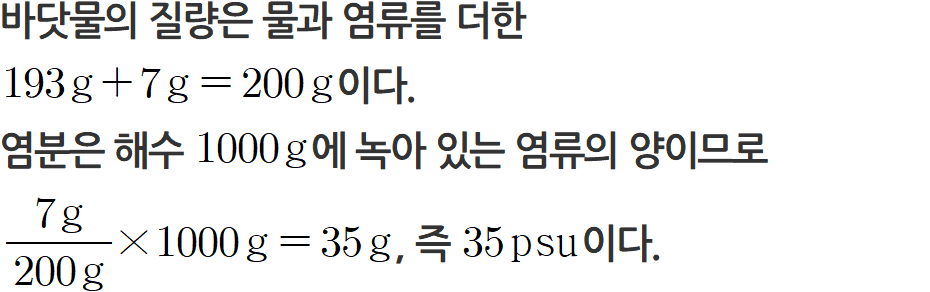 바닷물의 질량은 물과 염류를 더한
193 g + 7 g = 200 g이다.
염분은 해수 1000 g에 녹아 있는 염류의 양이므로
7 g / 200 g × 1000 g = 35 g, 즉 35 psu이다.